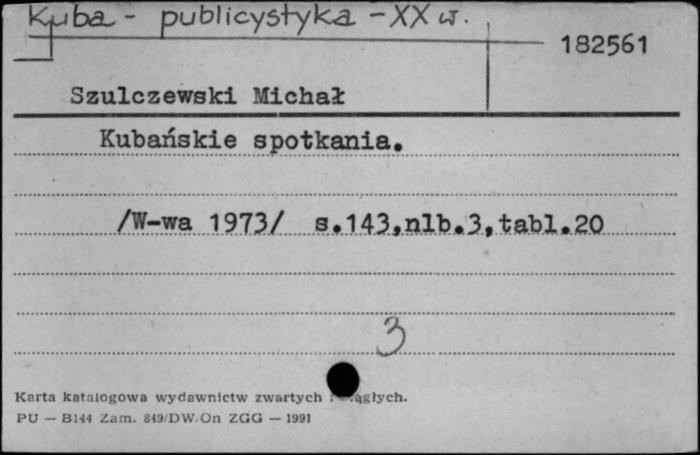 Kuba - publicystyka - XX w.
182561
Szulczewski Michał
Kubańskie spotkania.
/W-wa 1973/ s.143,nlb.3,tabl.20
3
Karta katalogowa wydawnictw zwartych i
PU — B144 Zam. 849/DW/On ZGG — 1991